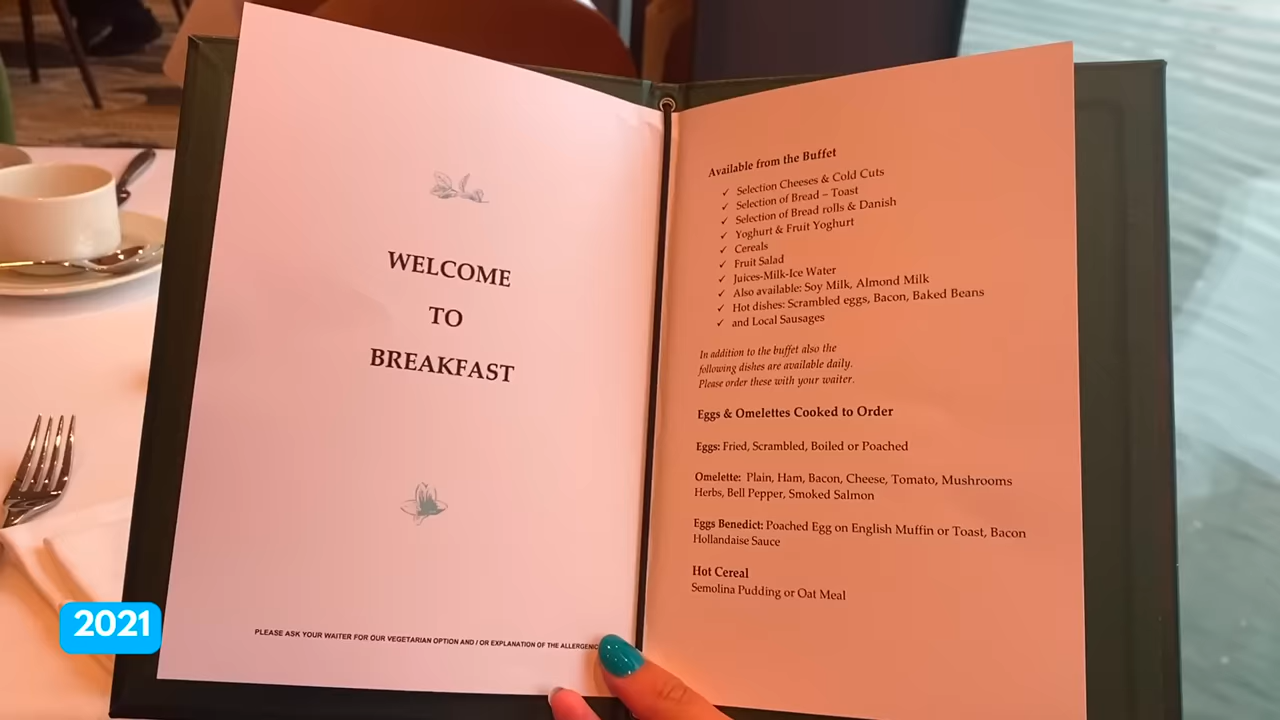 WELCOME
TO
BREAKFAST
PLEASE ASK YOUR WAITER FOR OUR VEGETARIAN OPTION AND / OR EXPLANATION OF THE
Available from the Buffet
✓ Selection Cheeses & Cold Cuts
✓ Selection of Bread – Toast
✓ Selection of Bread rolls & Danish
✓ Yoghurt & Fruit Yoghurt
✓ Cereals
✓ Fruit Salad
✓ Juices-Milk-Ice Water
✓ Also available: Soy Milk, Almond Milk
✓ Hot dishes: Scrambled eggs, Bacon, Baked Beans
✓ and Local Sausages
In addition to the buffet also the
following dishes are available daily.
Please order these with your waiter.
Eggs & Omelettes Cooked to Order
Eggs: Fried, Scrambled, Boiled or Poached
Omelette: Plain, Ham, Bacon, Cheese, Tomato, Mushrooms
Herbs, Bell Pepper, Smoked Salmon
Eggs Benedict: Poached Egg on English Muffin or Toast, Bacon
Hollandaise Sauce
Hot Cereal
Semolina Pudding or Oat Meal
2021